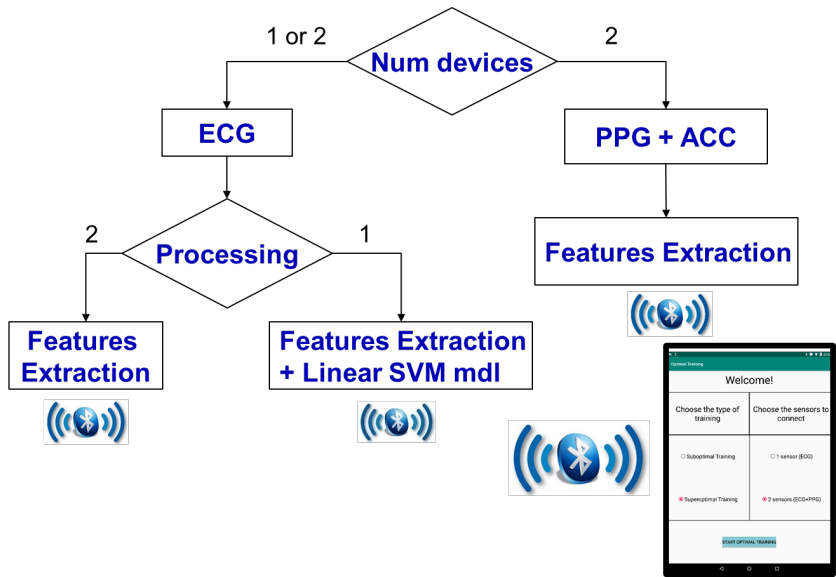 1 or 2
Num devices
2
ECG
PPG + ACC
2
Processing
1
Features Extraction
Features
Extraction
Features Extraction
+ Linear SVM mdl
Optimal Training
Welcome!
Choose the type of
training
Choose the sensors to
connect
Suboptimal Training
1 sensor (ECG)
Superoptimal Training
2 sensors (ECG+PPG)
START OPTIMAL TRAINING